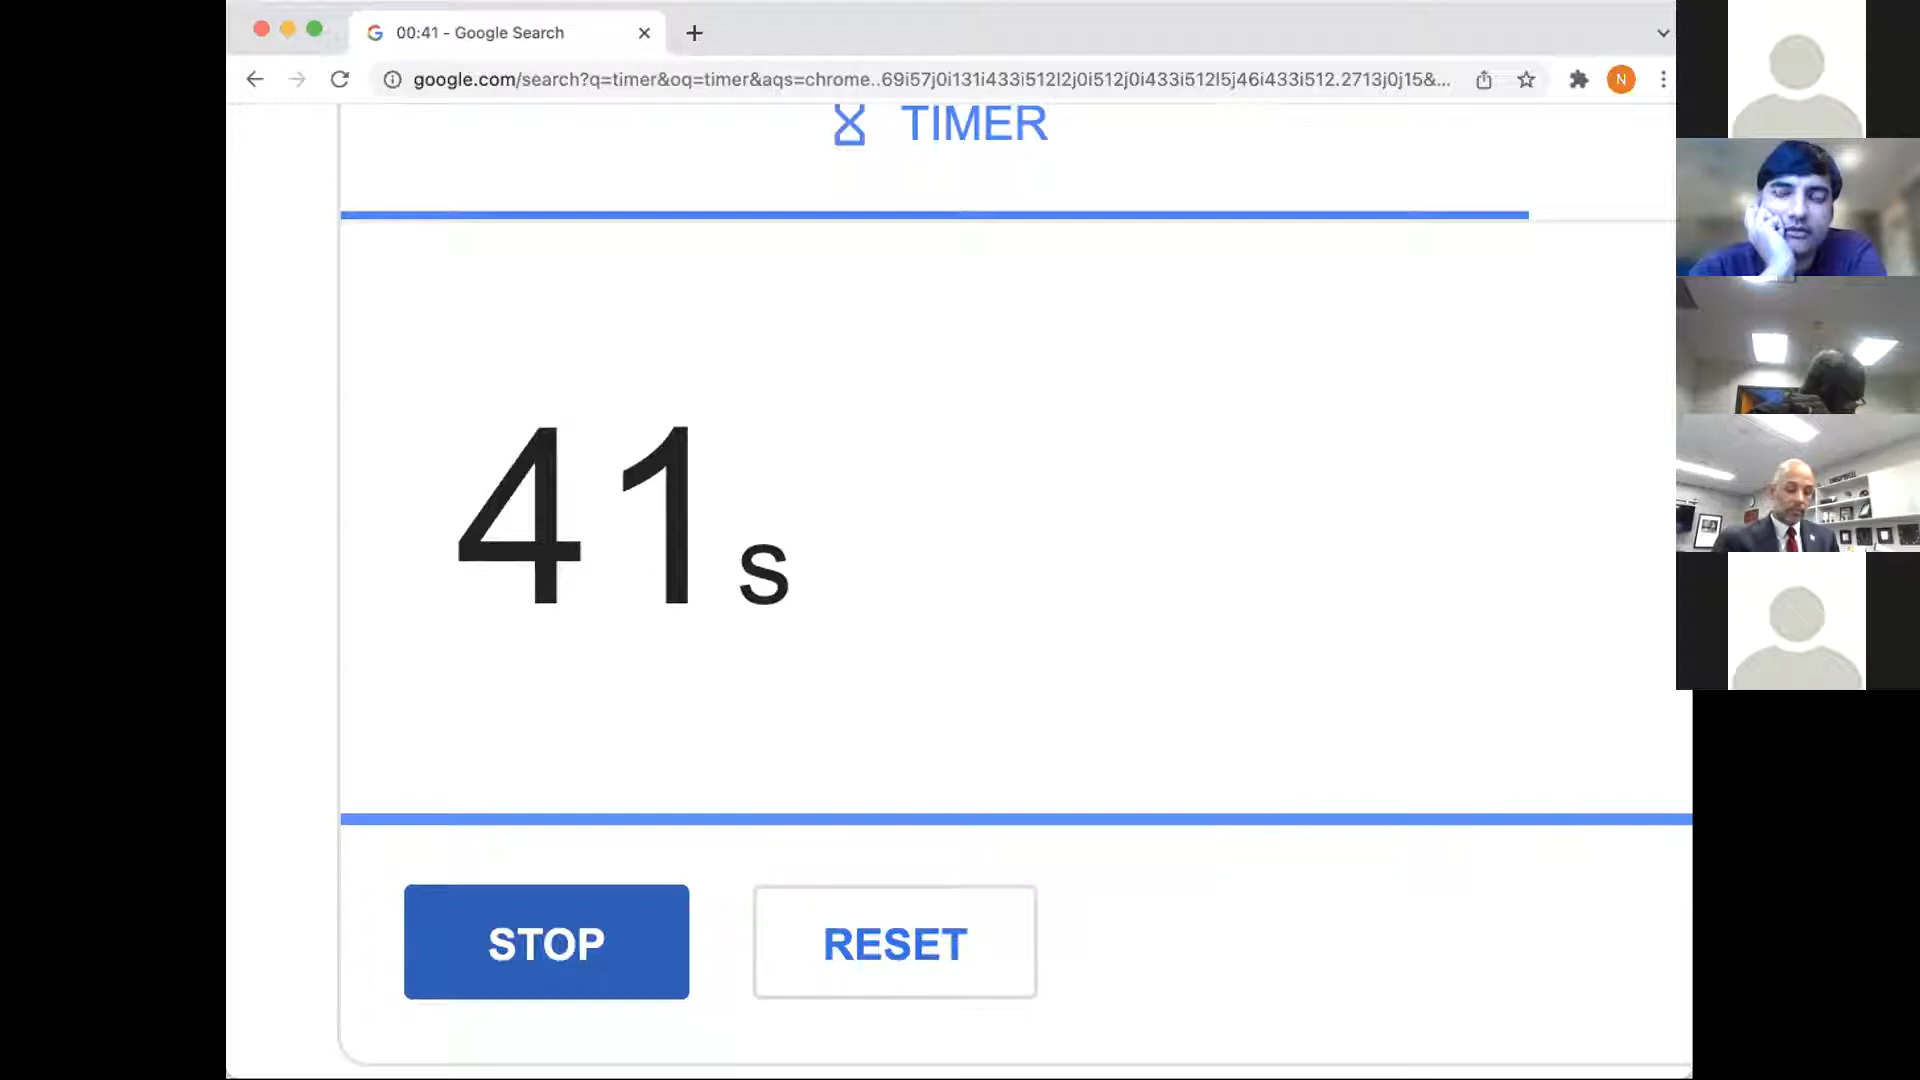 00:41 - Google Search
google.com/search?q=timer&oq=timer&aqs=chrome..69i57j0i131i433i512l2j0i512j0i433i512l5j46i433i512.2713j0j15&...
N
TIMER
41 s
STOP
RESET